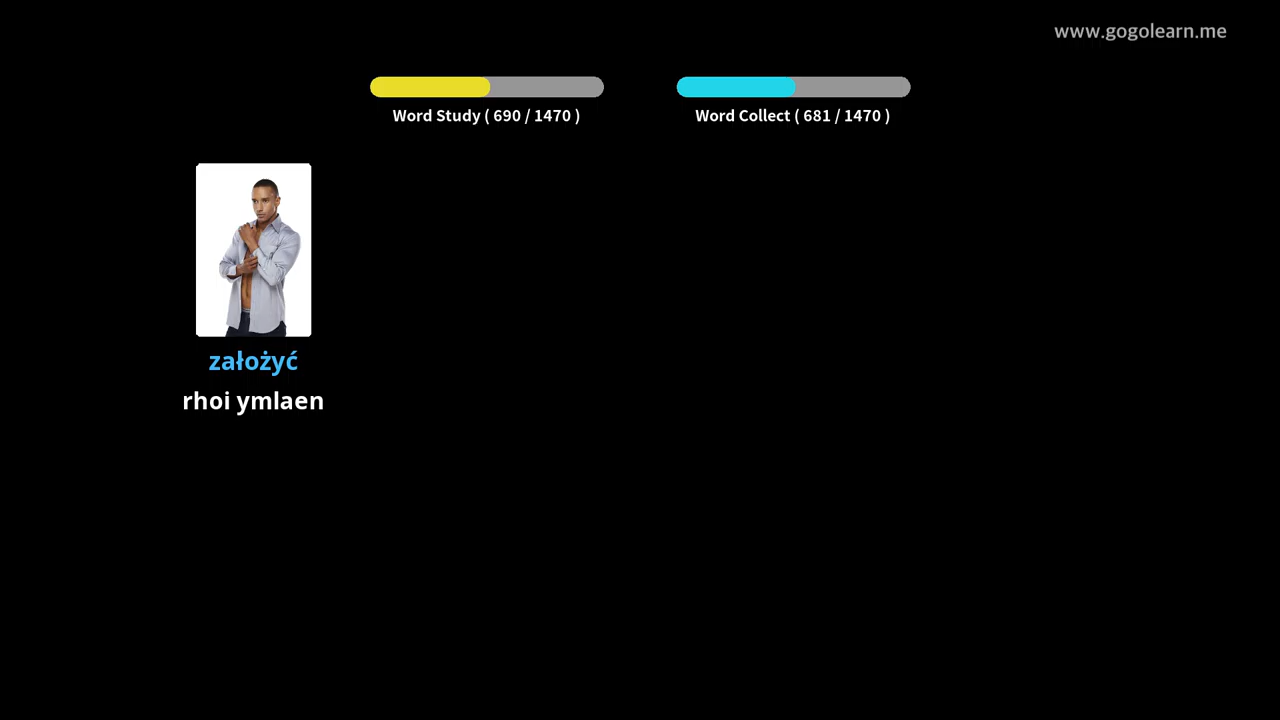 www.gogolearn.me
Word Study ( 690 / 1470 )
Word Collect ( 681 / 1470 )
założyć
rhoi ymlaen